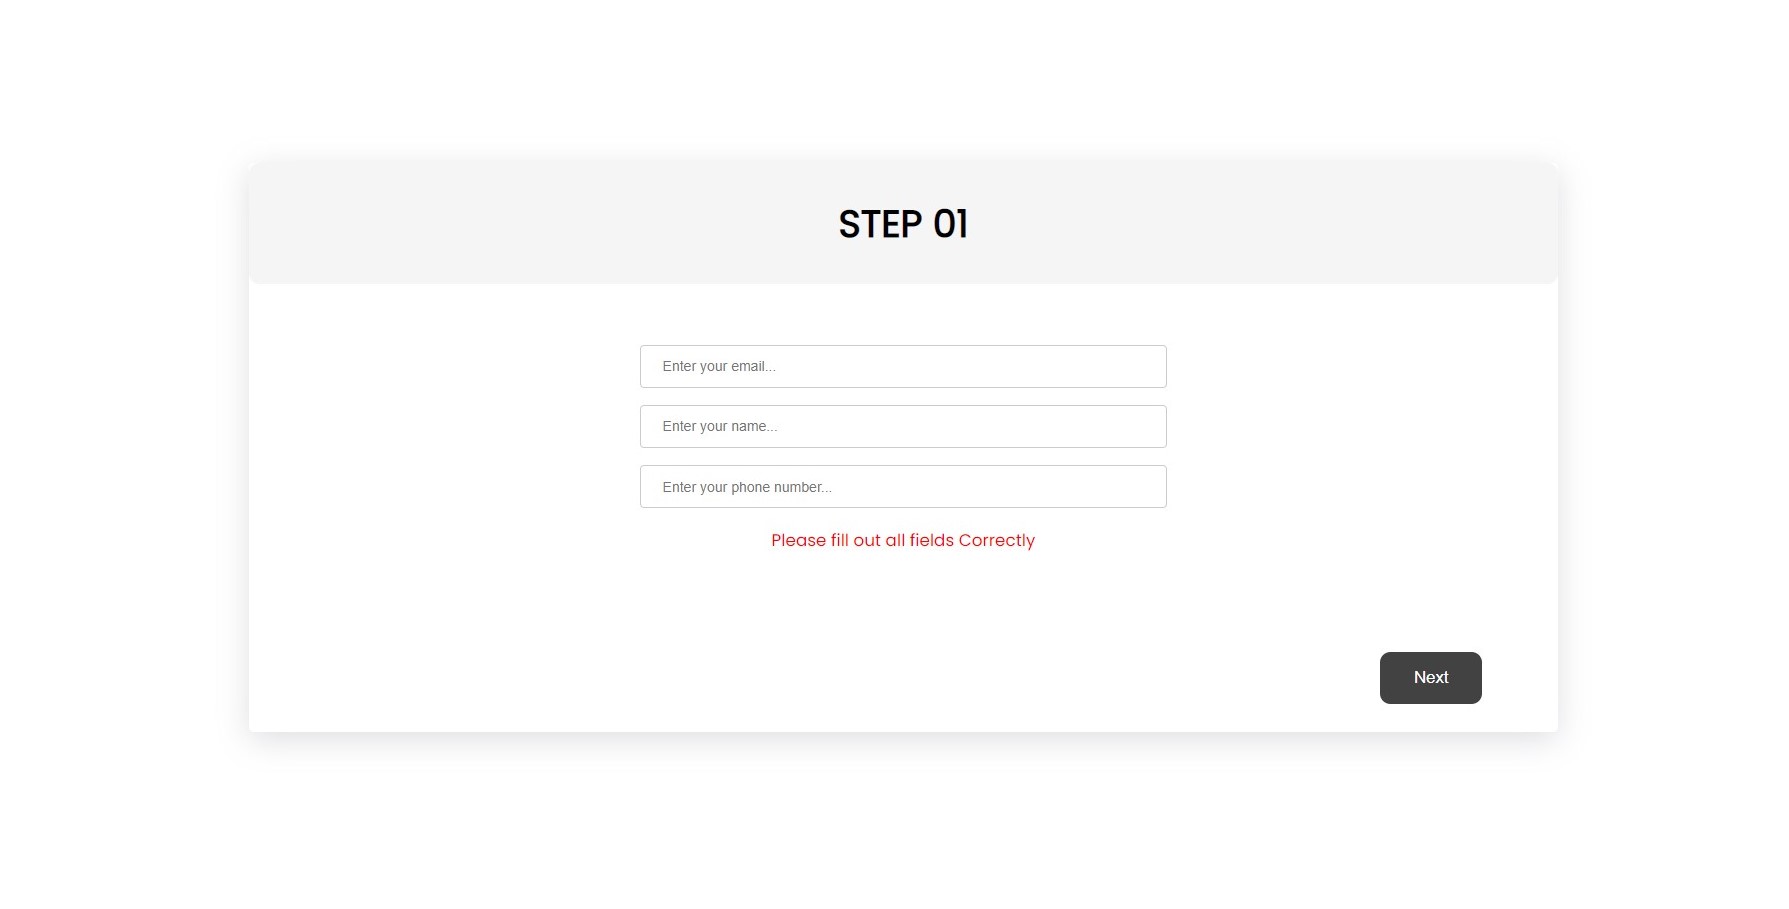 STEP 01
Enter your email...
Enter your name...
Enter your phone number...
Please fill out all fields Correctly
Next